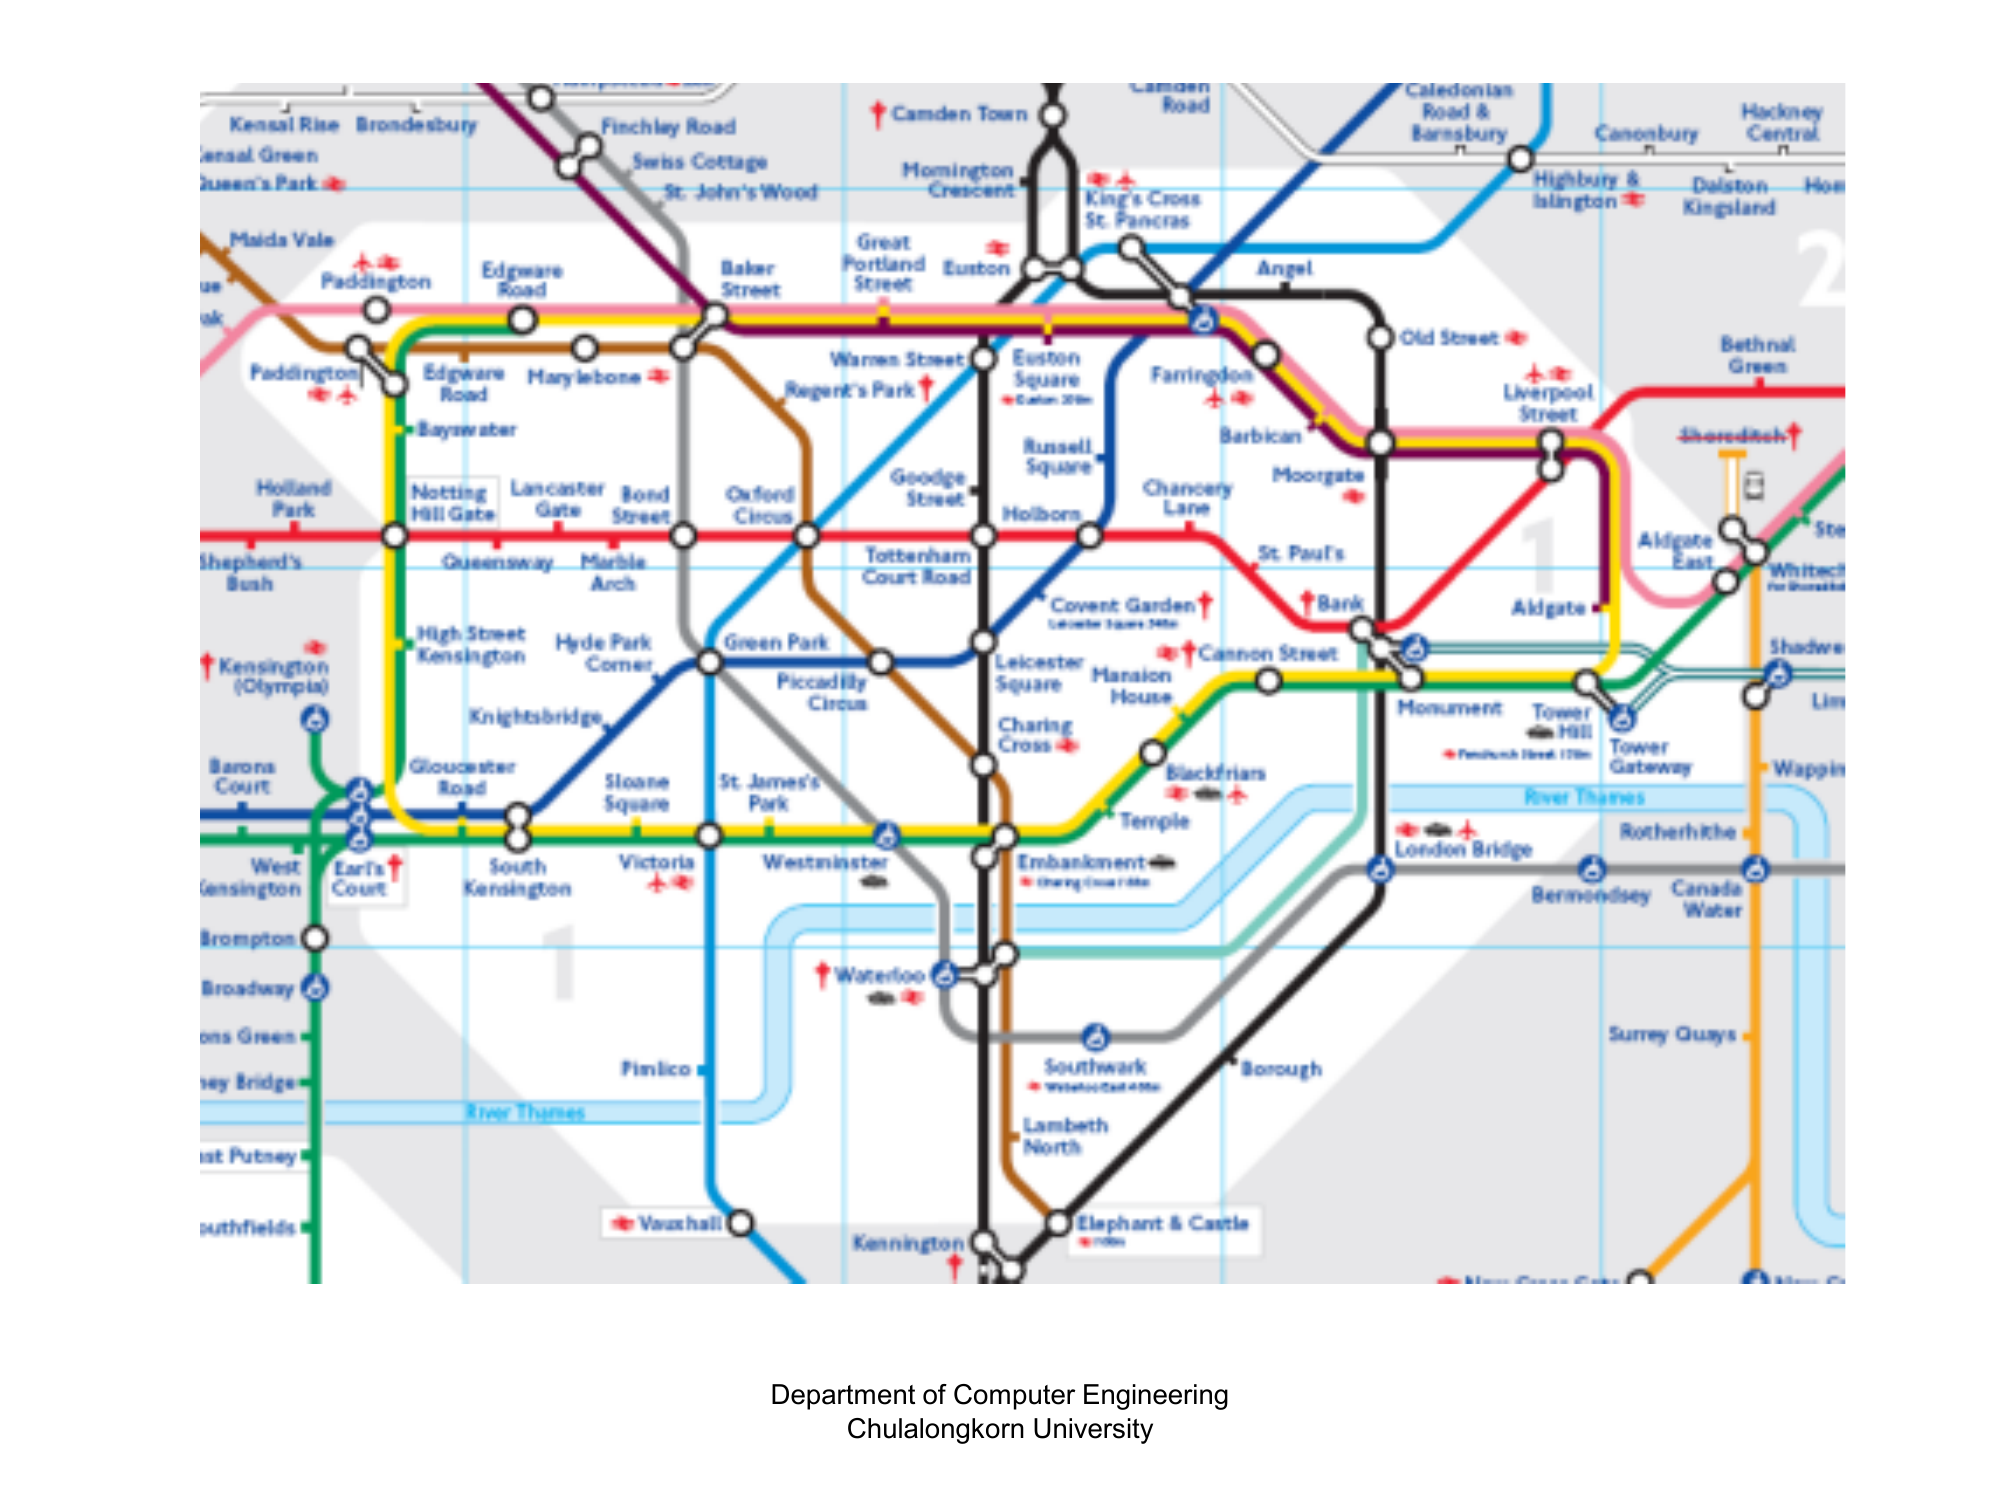 Kensal Rise
Brondesbury
Finchley Road
Swiss Cottage
St. John's Wood
Camden Town
Mornington
Crescent
Road
Caledonian
Road &
Barnsbury
Canonbury
Hackney
Central
Highbury &
Islington
Dalston
Kingsland
King's Cross
St. Pancras
Maida Vale
Paddington
Edgware
Road
Baker
Street
Great
Portland
Street
Euston
Angel
2
Old Street
Bethnal
Green
Paddington
Edgware
Road
Marylebone
Regent's Park
Warren Street
Euston
Square
Farringdon
Liverpool
Street
Shoreditch
Bayswater
Barbican
Russell
Square
Moorgate
Holland
Park
Notting
Hill Gate
Lancaster
Gate
Bond
Street
Oxford
Circus
Goodge
Street
Holborn
Chancery
Lane
Shepherd's
Bush
Queensway
Marble
Arch
Tottenham
Court Road
St. Paul's
1
Aldgate
East
Bank
Aldgate
Covent Garden
High Street
Kensington
Hyde Park
Corner
Green Park
Kensington
(Olympia)
Piccadilly
Circus
Leicester
Square
Mansion
House
Cannon Street
Monument
Tower
Hill
Tower
Gateway
Knightsbridge
Charing
Cross
Barons
Court
Gloucester
Road
Sloane
Square
St. James's
Park
Blackfriars
River Thames
Temple
Rotherhithe
West
Kensington
Earl's
Court
South
Kensington
Victoria
Westminster
Embankment
London Bridge
Bermondsey
Canada
Water
Brompton
Broadway
1
Waterloo
Southwark
Surrey Quays
Pimlico
Borough
River Thames
Lambeth
North
Vauxhall
Kennington
Elephant & Castle
Department of Computer Engineering
Chulalongkorn University